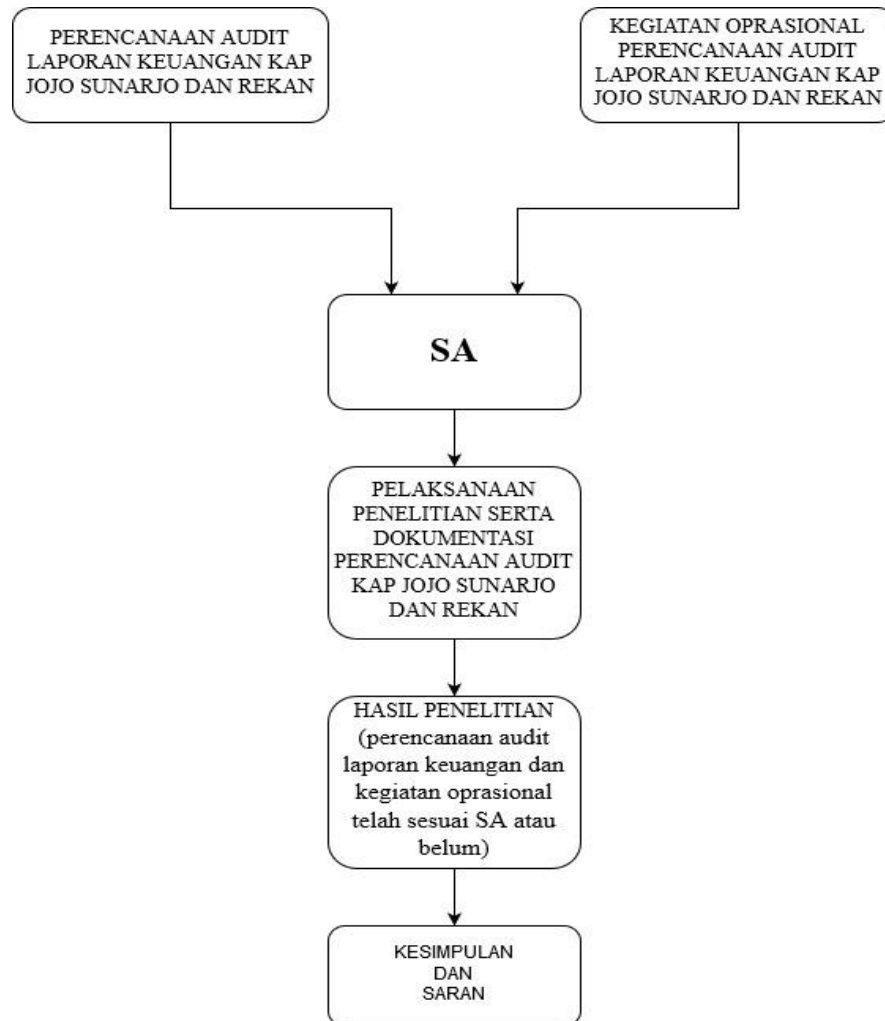 PERENCANAAN AUDIT
LAPORAN KEUANGAN KAP
JOJO SUNARJO DAN REKAN
KEGIATAN OPRASIONAL
PERENCANAAN AUDIT
LAPORAN KEUANGAN KAP
JOJO SUNARJO DAN REKAN
SA
PELAKSANAAN
PENELITIAN SERTA
DOKUMENTASI
PERENCANAAN AUDIT
KAP JOJO SUNARJO
DAN REKAN
HASIL PENELITIAN
(perencanaan audit
laporan keuangan dan
kegiatan oprasional
telah sesuai SA atau
belum)
KESIMPULAN
DAN
SARAN